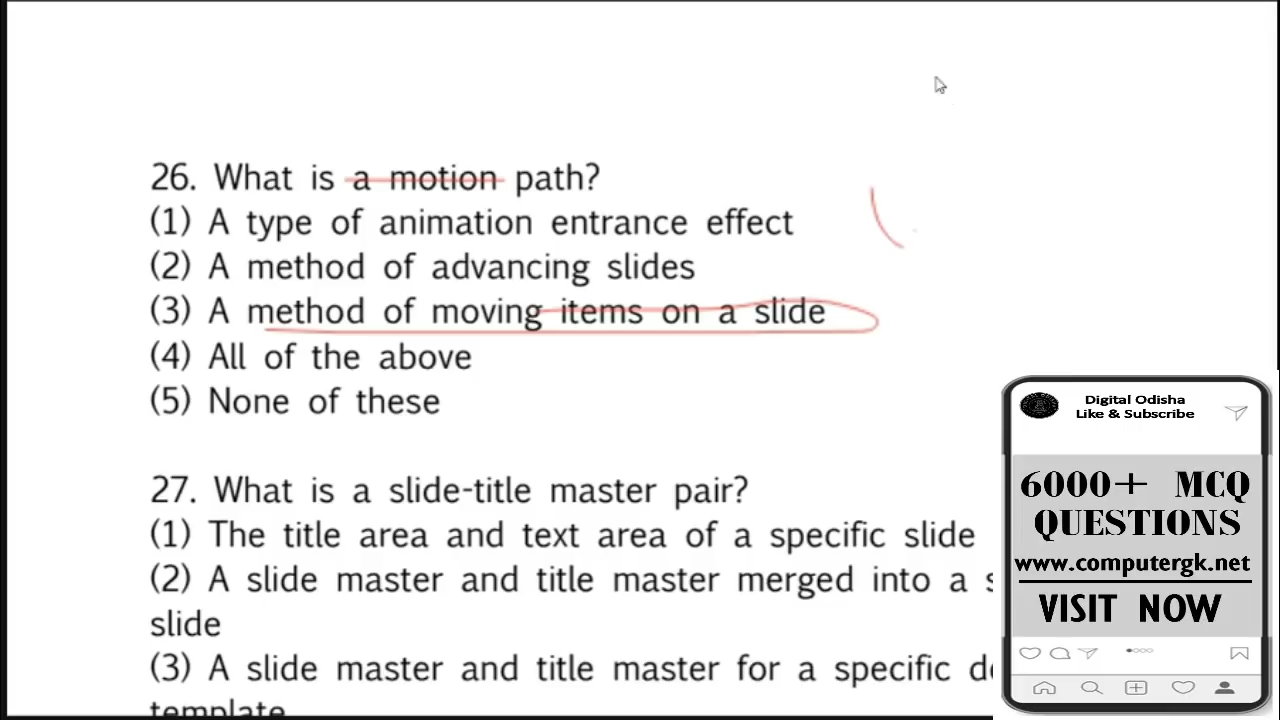 26. What is a motion path?
(1) A type of animation entrance effect
(2) A method of advancing slides
(3) A method of moving items on a slide
(4) All of the above
(5) None of these
27. What is a slide-title master pair?
(1) The title area and text area of a specific slide
(2) A slide master and title master merged into a
slide
(3) A slide master and title master for a specific
template
Digital Odisha
Like & Subscribe
6000+ MCQ
QUESTIONS
www.computergk.net
VISIT NOW